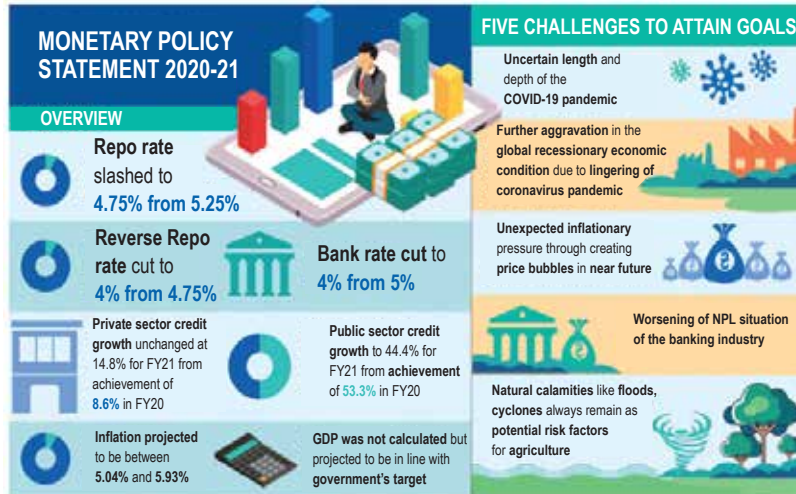 MONETARY POLICY
STATEMENT 2020-21
OVERVIEW
Repo rate
slashed to
4.75% from 5.25%
Reverse Repo
rate cut to
4% from 4.75%
Bank rate cut to
4% from 5%
Private sector credit
growth unchanged at
14.8% for FY21 from
achievement of
8.6% in FY20
Public sector credit
growth to 44.4% for
FY21 from achievement
of 53.3% in FY20
Inflation projected
to be between
5.04% and 5.93%
GDP was not calculated but
projected to be in line with
government's target
FIVE CHALLENGES TO ATTAIN GOALS
Uncertain length and
depth of the
COVID-19 pandemic
Further aggravation in the
global recessionary economic
condition due to lingering of
coronavirus pandemic
Unexpected inflationary
pressure through creating
price bubbles in near future
Worsening of NPL situation
of the banking industry
Natural calamities like floods,
cyclones always remain as
potential risk factors
for agriculture